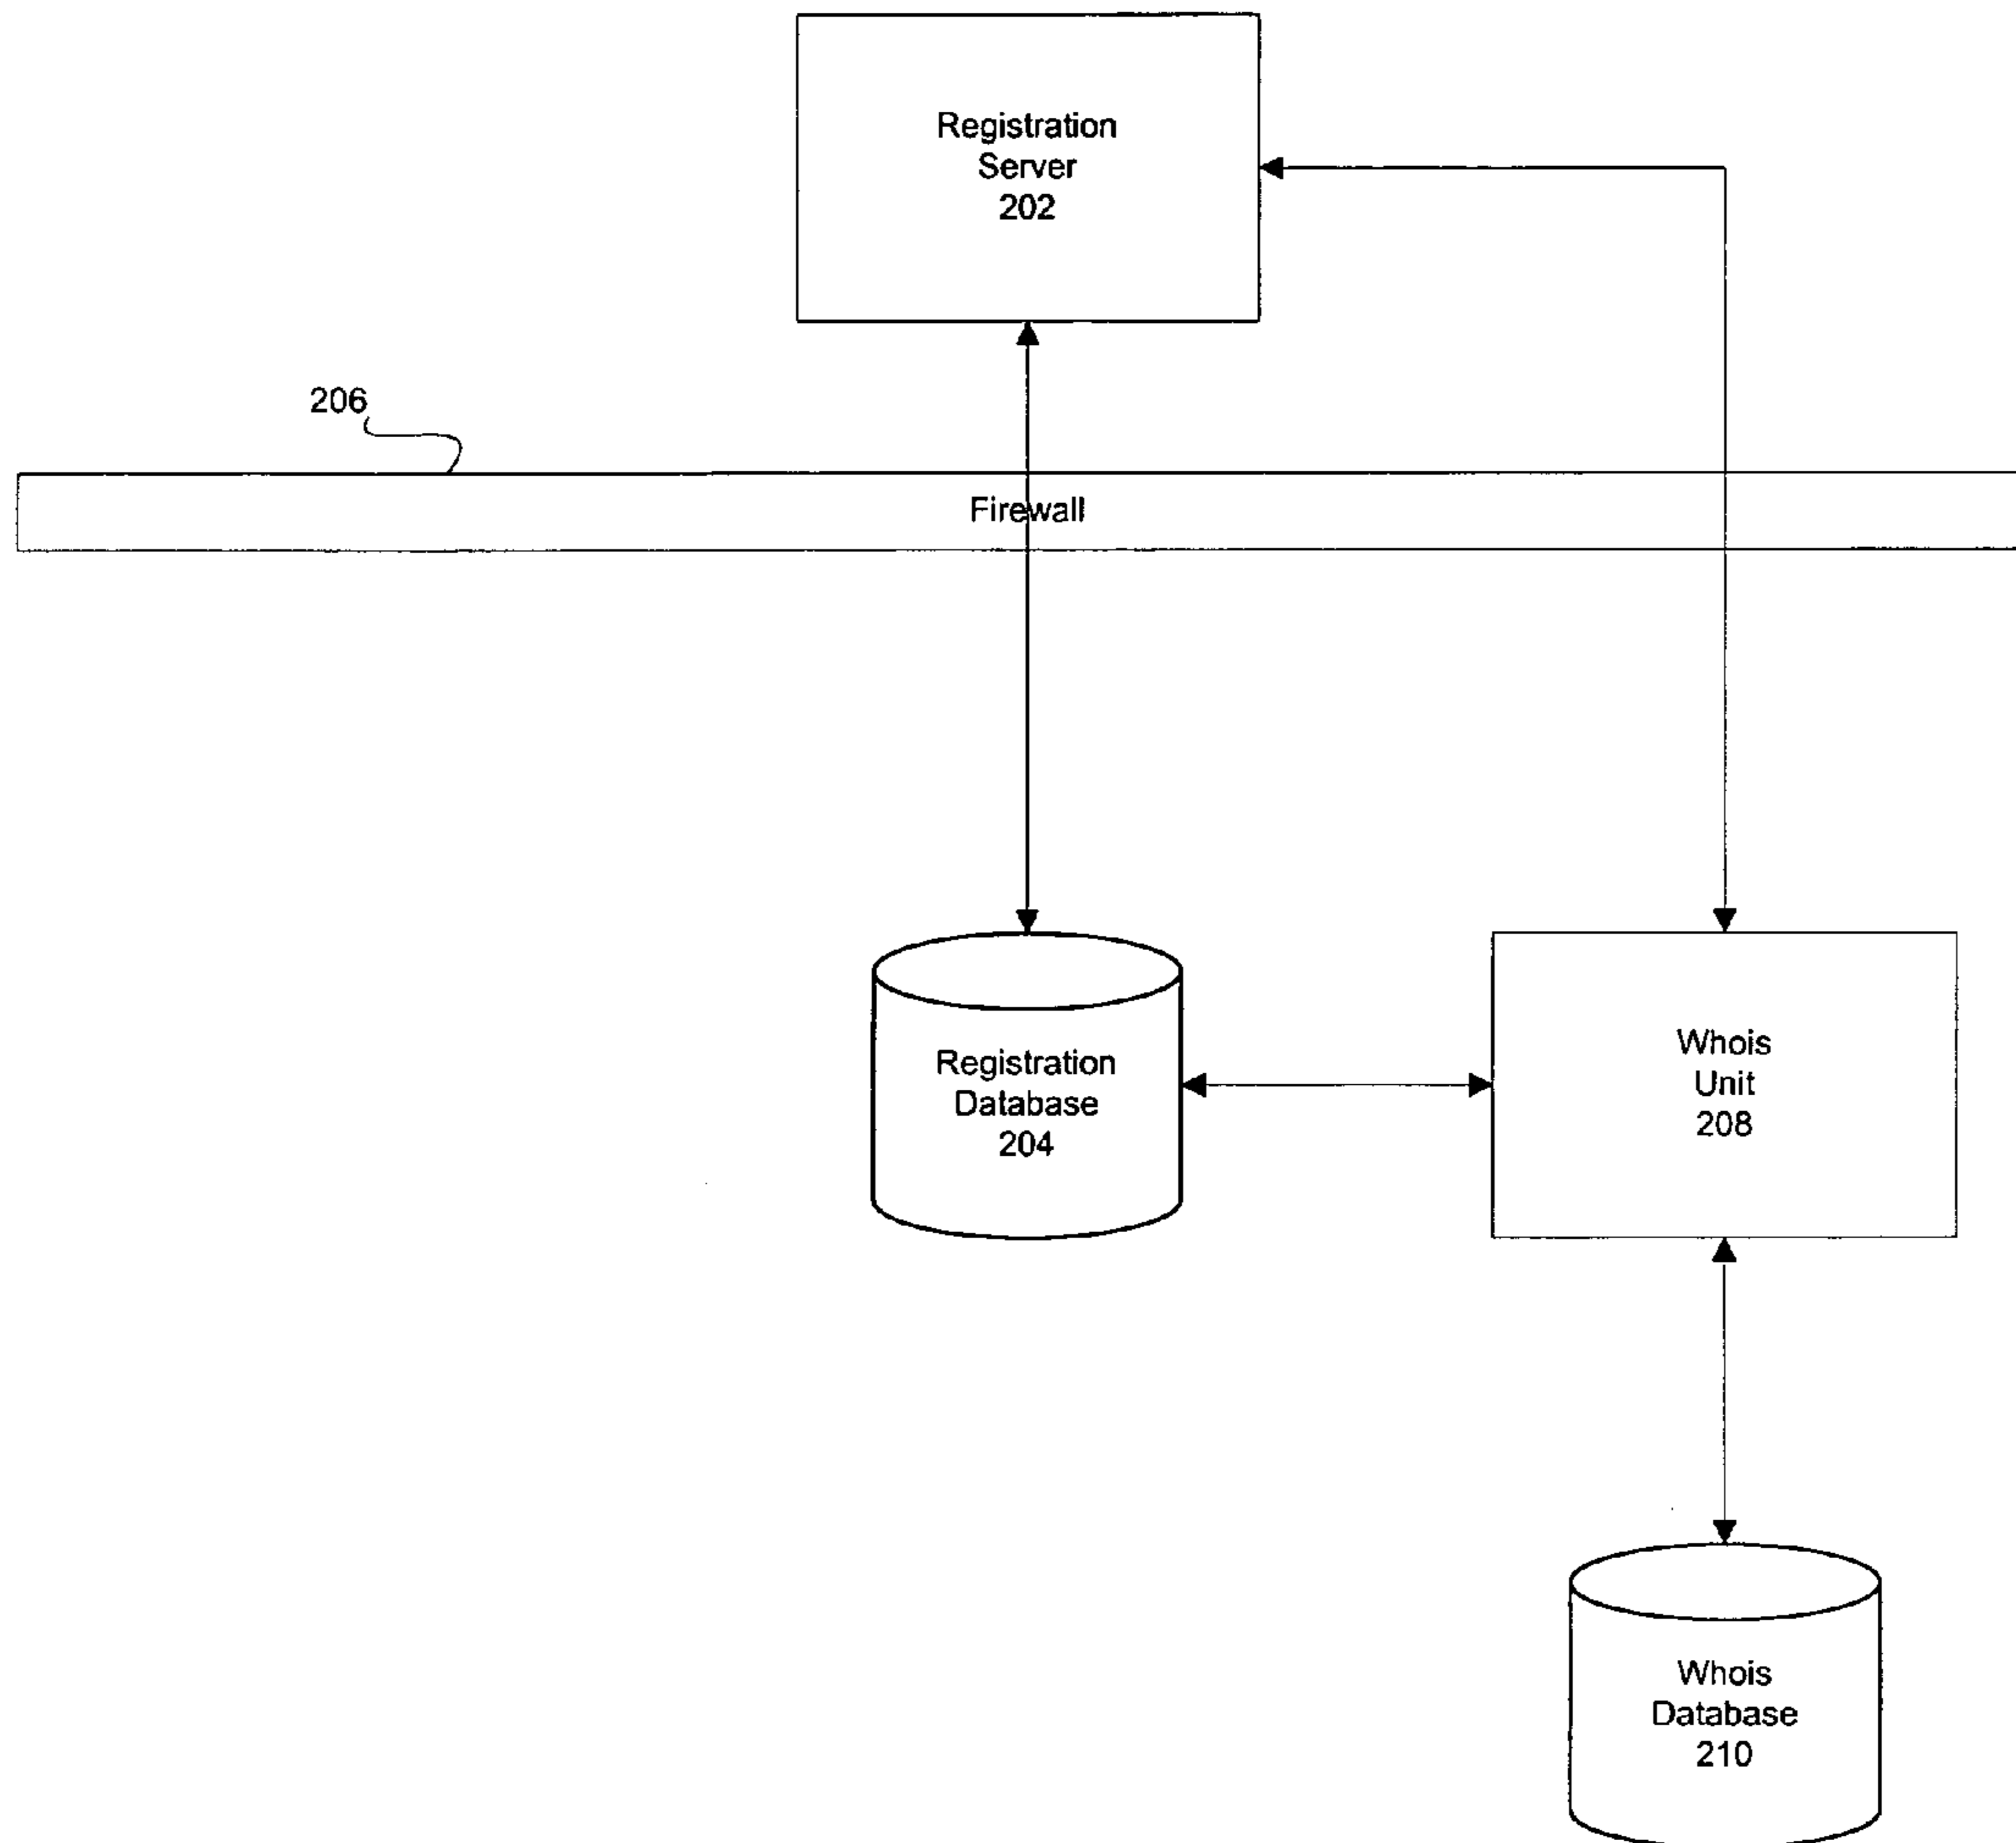 Registration
Server
202
206
Firewall
Registration
Database
204
Whois
Unit
208
Whois
Database
210